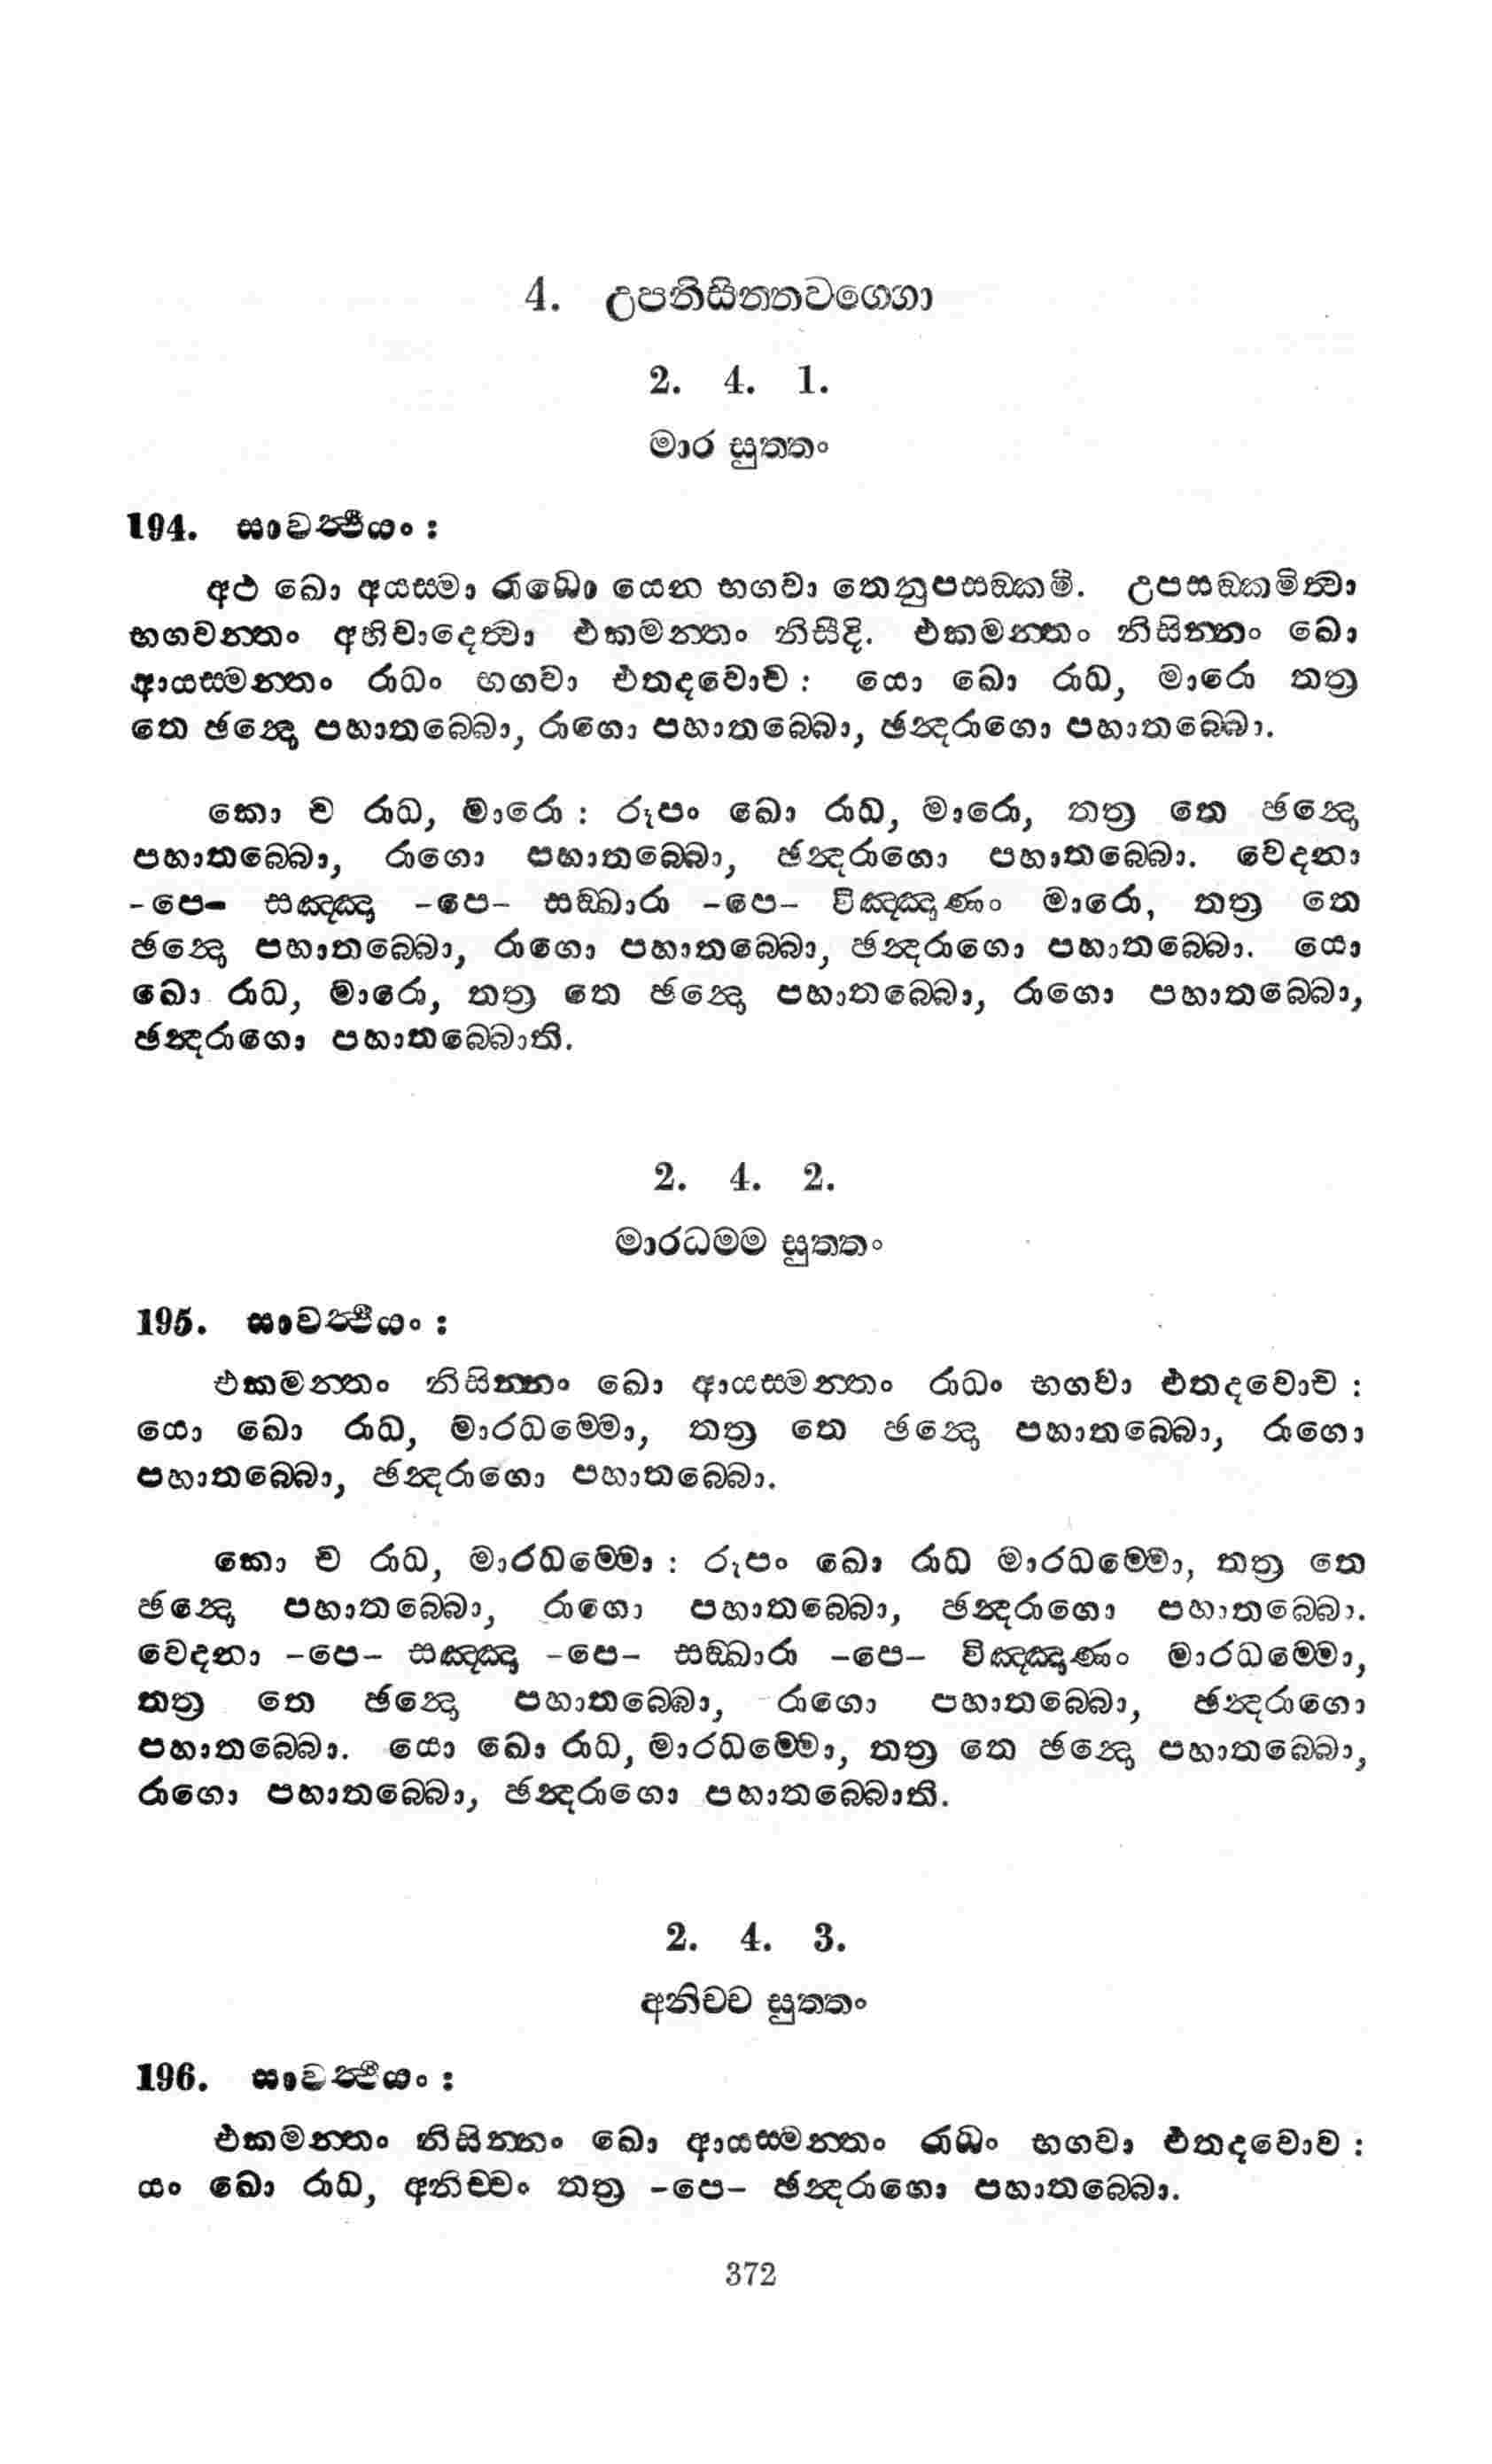 4. උපනිසින්නවග්ගො
2. 4. 1.
මාර සුත්තං
194. සාවත්ථියං :
අථ ඛො අයස්මා රාධො යෙන භගවා තෙනුපසඞ්කමි. උපසඞ්කමිත්වා
භගවන්තං අභිවාදෙත්වා එකමන්තං නිසීදි. එකමන්තං නිසින්නං ඛො
ආයස්මන්තං රාධං භගවා එතදවොච : යො ඛො රාධ, මාරො තත්‍ර
තෙ ඡන්දො පහාතබ්බො, රාගො පහාතබ්බො, ඡන්දරාගො පහාතබ්බො.
කො ච රාධ, මාරො : රූපං ඛො රාධ, මාරො, තත්‍ර තෙ ඡන්දො
පහාතබ්බො, රාගො පහාතබ්බො, ඡන්දරාගො පහාතබ්බො. වෙදනා
-පෙ- සඤ්ඤා -පෙ- සඞ්ඛාරා -පෙ- විඤ්ඤාණං මාරො, තත්‍ර තෙ
ඡන්දො පහාතබ්බො, රාගො පහාතබ්බො, ඡන්දරාගො පහාතබ්බො. යො
ඛො රාධ, මාරො, තත්‍ර තෙ ඡන්දො පහාතබ්බො, රාගො පහාතබ්බො,
ඡන්දරාගො පහාතබ්බොති.
2. 4. 2.
මාරධම්ම සුත්තං
195. සාවත්ථියං :
එකමන්තං නිසින්නං ඛො ආයස්මන්තං රාධං භගවා එතදවොච :
යො ඛො රාධ, මාරධම්මො, තත්‍ර තෙ ඡන්දො පහාතබ්බො, රාගො
පහාතබ්බො, ඡන්දරාගො පහාතබ්බො.
කො ච රාධ, මාරධම්මො : රූපං ඛො රාධ මාරධම්මො, තත්‍ර තෙ
ඡන්දො පහාතබ්බො, රාගො පහාතබ්බො, ඡන්දරාගො පහාතබ්බො.
වෙදනා -පෙ- සඤ්ඤා -පෙ- සඞ්ඛාරා -පෙ- විඤ්ඤාණං මාරධම්මො,
තත්‍ර තෙ ඡන්දො පහාතබ්බො, රාගො පහාතබ්බො, ඡන්දරාගො
පහාතබ්බො. යො ඛො රාධ, මාරධම්මො, තත්‍ර තෙ ඡන්දො පහාතබ්බො,
රාගො පහාතබ්බො, ඡන්දරාගො පහාතබ්බොති.
2. 4. 3.
අනිච්ච සුත්තං
196. සාවත්ථියං :
එකමන්තං නිසින්නං ඛො ආයස්මන්තං රාධං භගවා එතදවොච :
යං ඛො රාධ, අනිච්චං තත්‍ර -පෙ- ඡන්දරාගො පහාතබ්බො.
372